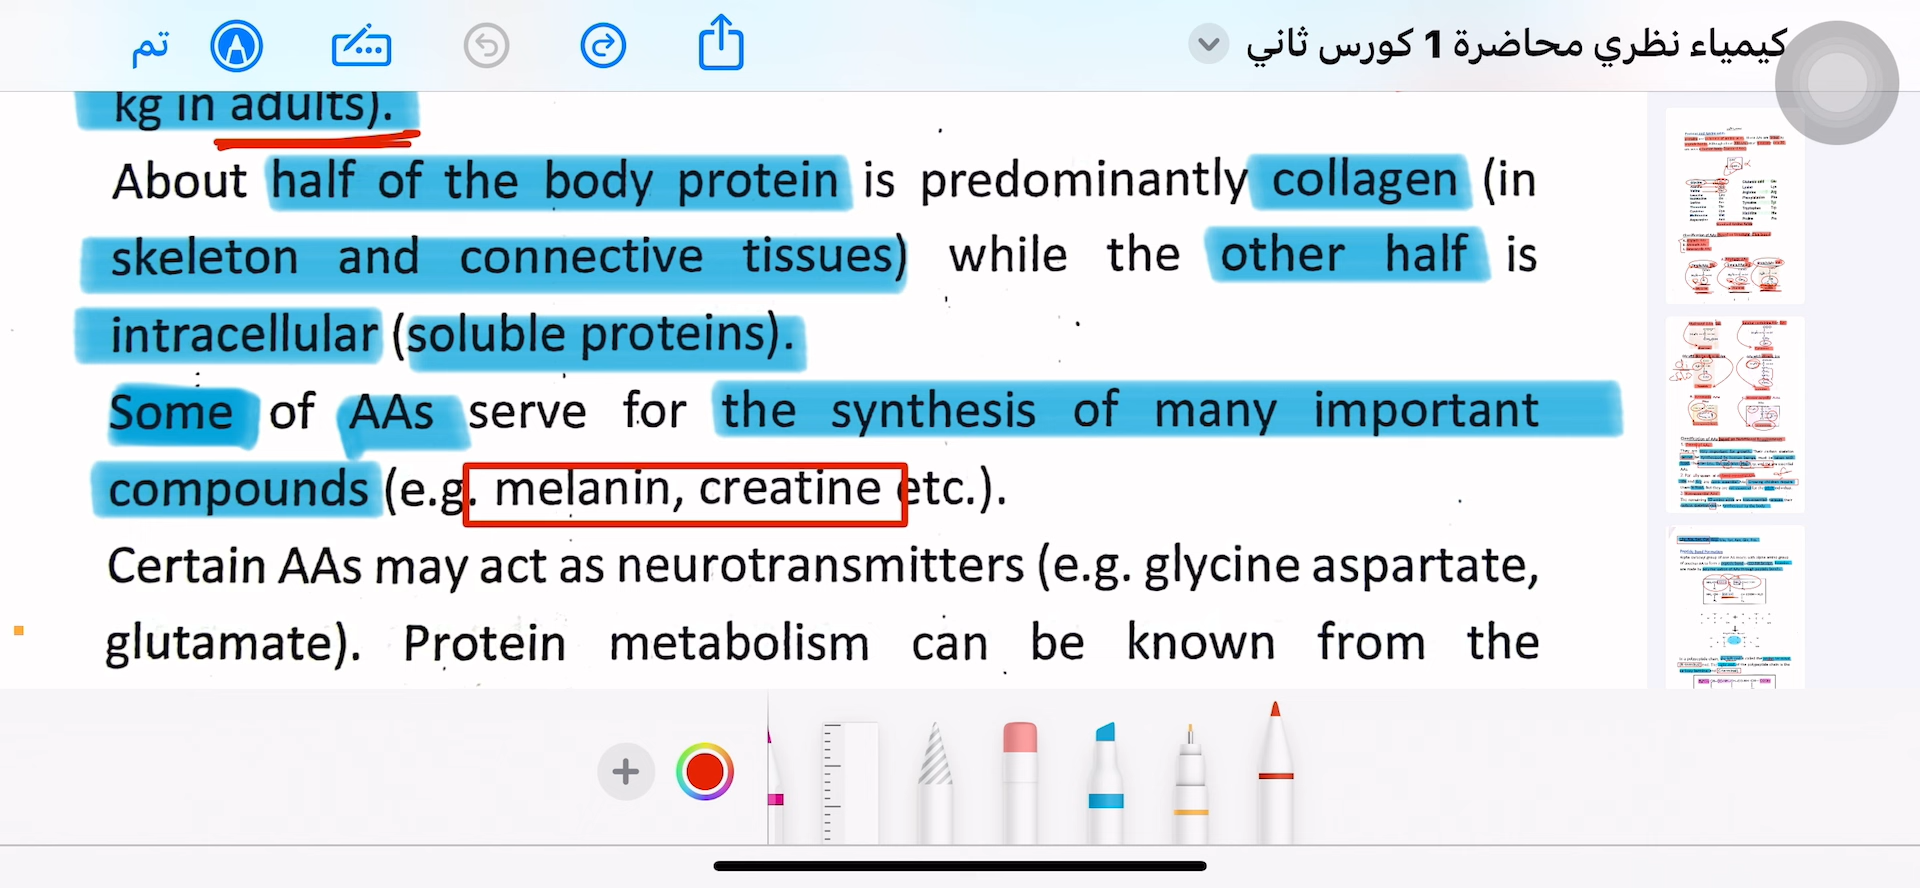 تم
كيمياء نظري محاضرة 1 كورس ثاني
kg in adults).
About half of the body protein is predominantly collagen (in
skeleton and connective tissues) while the other half is
intracellular (soluble proteins).
Some of AAs serve for the synthesis of many important
compounds (e.g. melanin, creatine etc.).
Certain AAs may act as neurotransmitters (e.g. glycine aspartate,
glutamate). Protein metabolism can be known from the